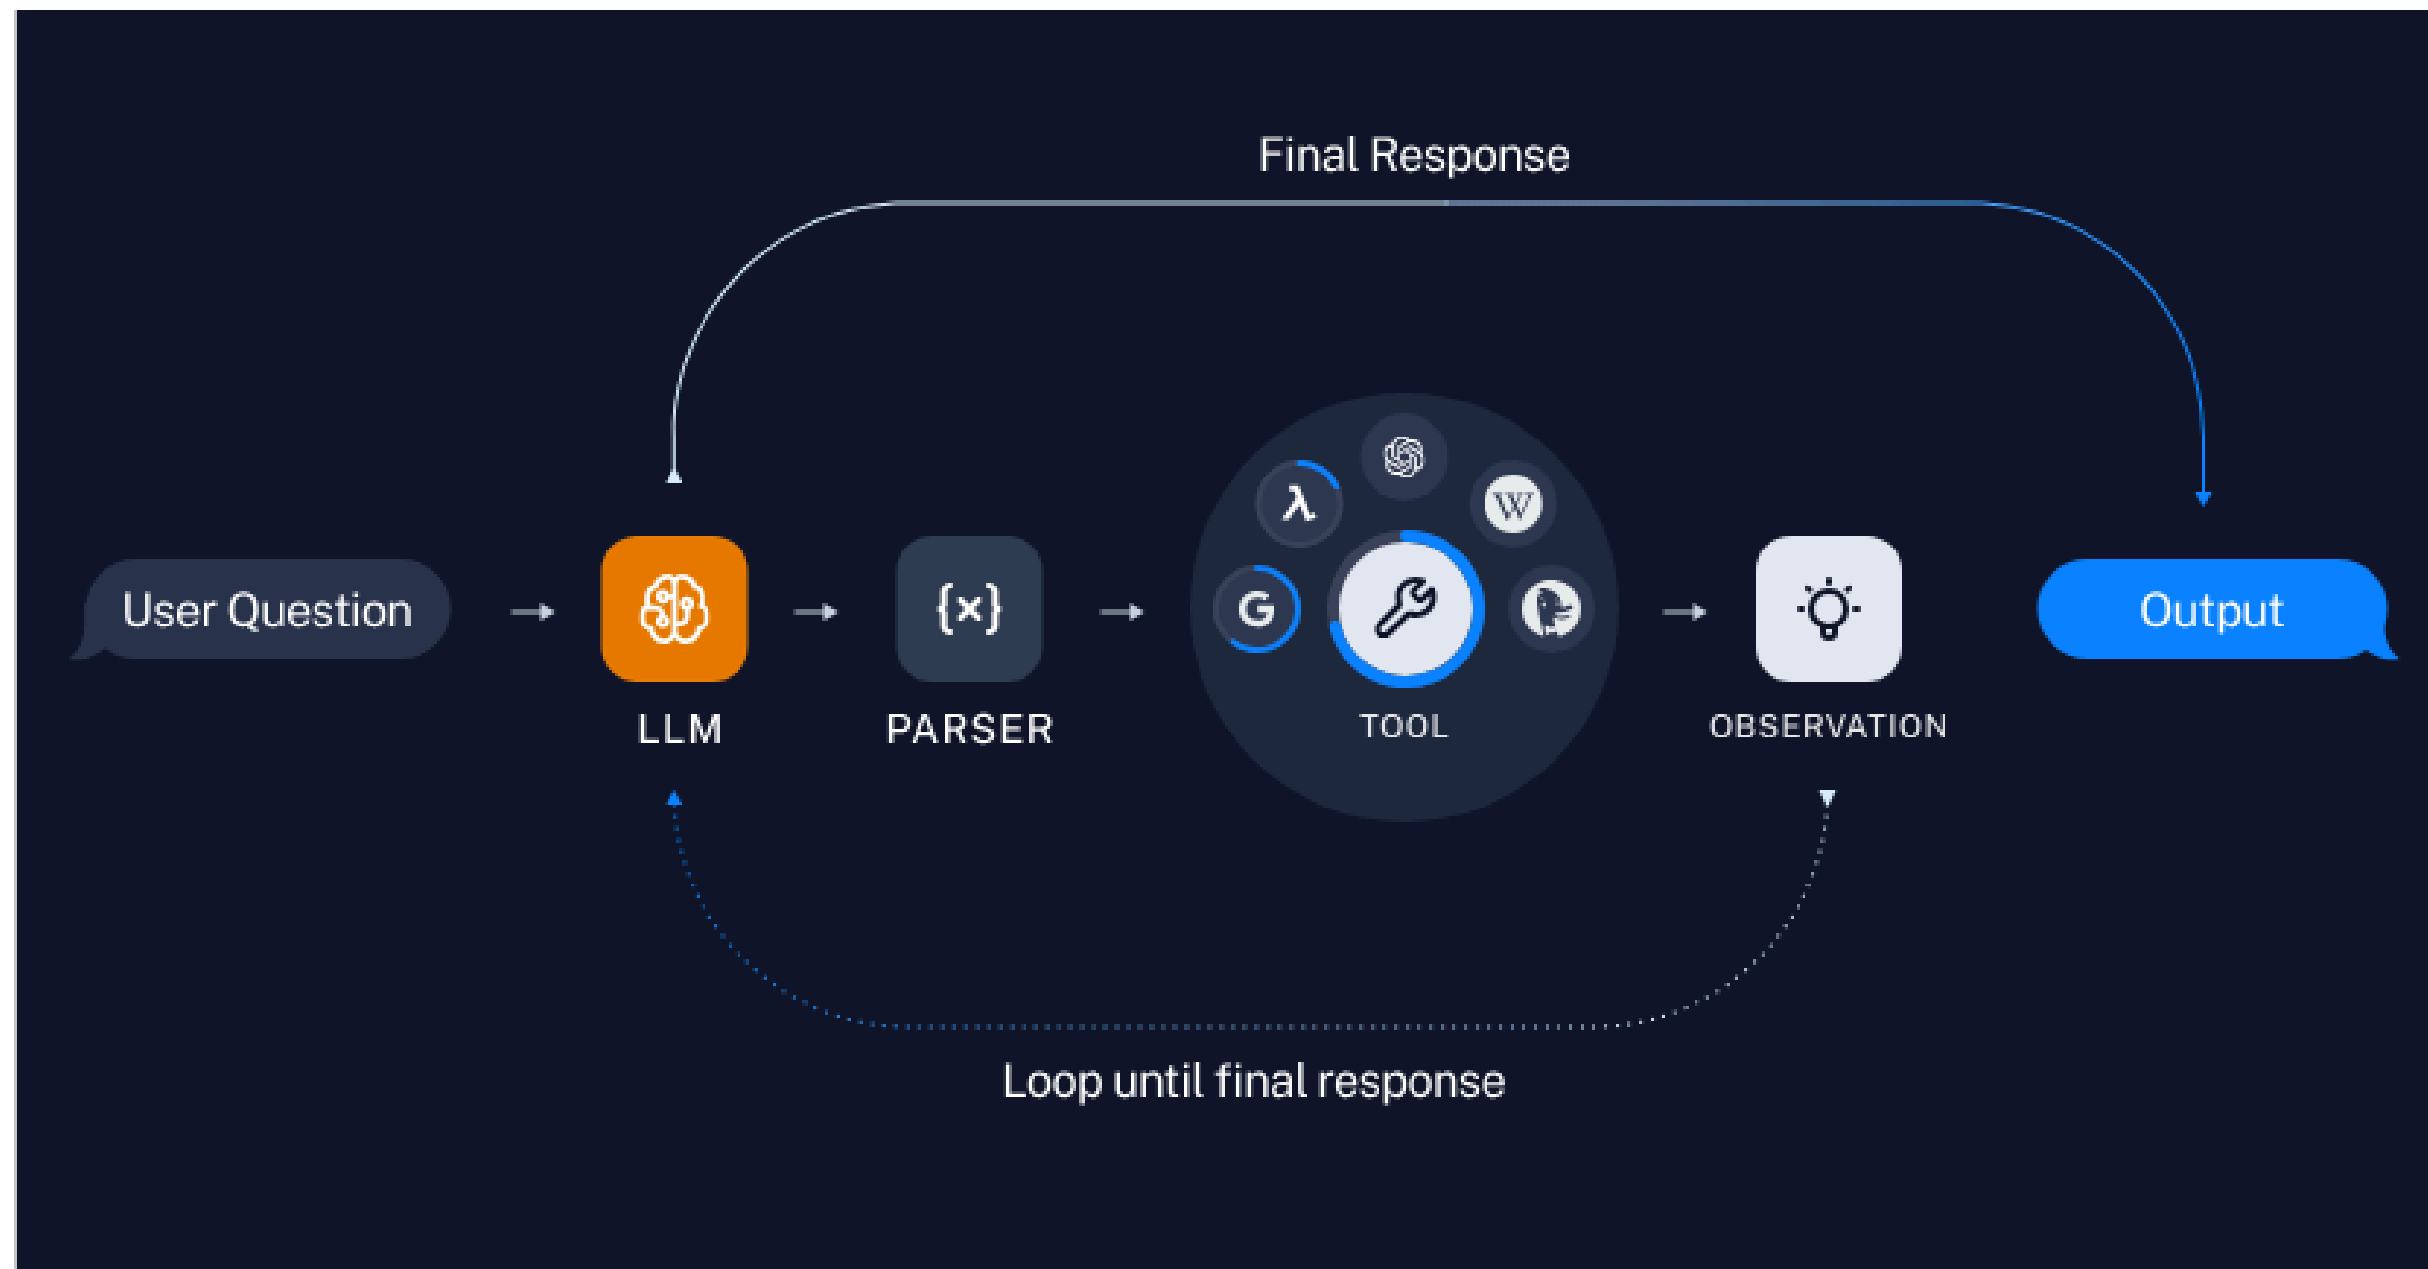 Final Response
λ
W
G
User Question
{x}
Output
LLM
PARSER
TOOL
OBSERVATION
Loop until final response